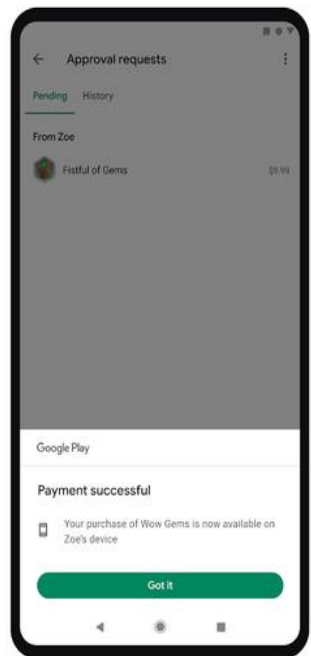 Approval requests
Pending History
From Zoe
Fistful of Gems $9.99
Google Play
Payment successful
Your purchase of Wow Gems is now available on
Zoe's device
Got it